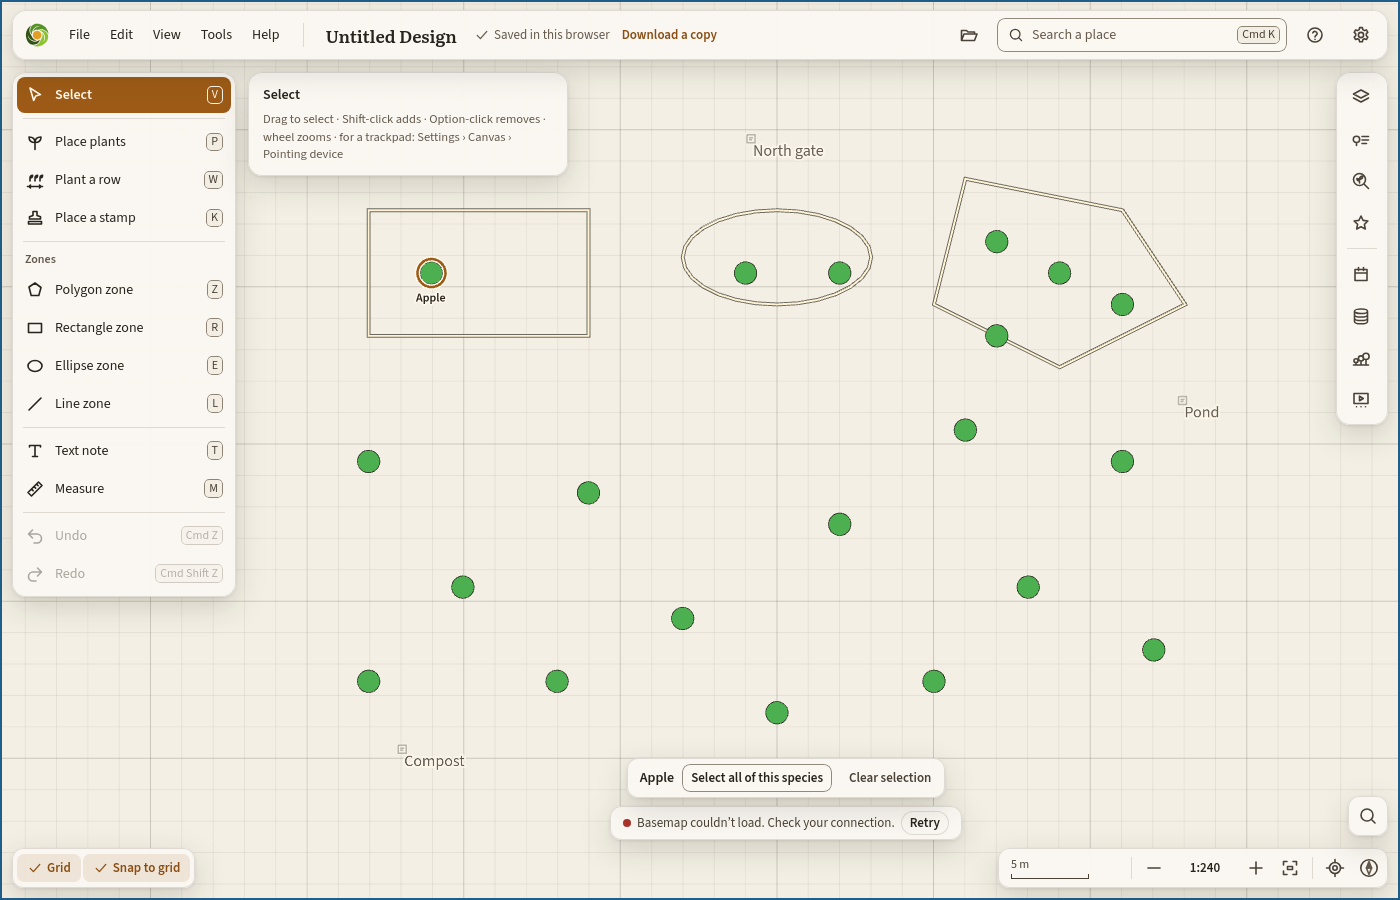 File Edit View Tools Help
Untitled Design
Saved in this browser Download a copy
Search a place Cmd K
Select V
Place plants P
Plant a row W
Place a stamp K
Zones
Polygon zone Z
Rectangle zone R
Ellipse zone E
Line zone L
Text note T
Measure M
Undo Cmd Z
Redo Cmd Shift Z
Select
Drag to select · Shift-click adds · Option-click removes ·
wheel zooms · for a trackpad: Settings › Canvas ›
Pointing device
North gate
Apple
Pond
Compost
Apple Select all of this species Clear selection
Basemap couldn’t load. Check your connection. Retry
Grid Snap to grid
5 m
1:240